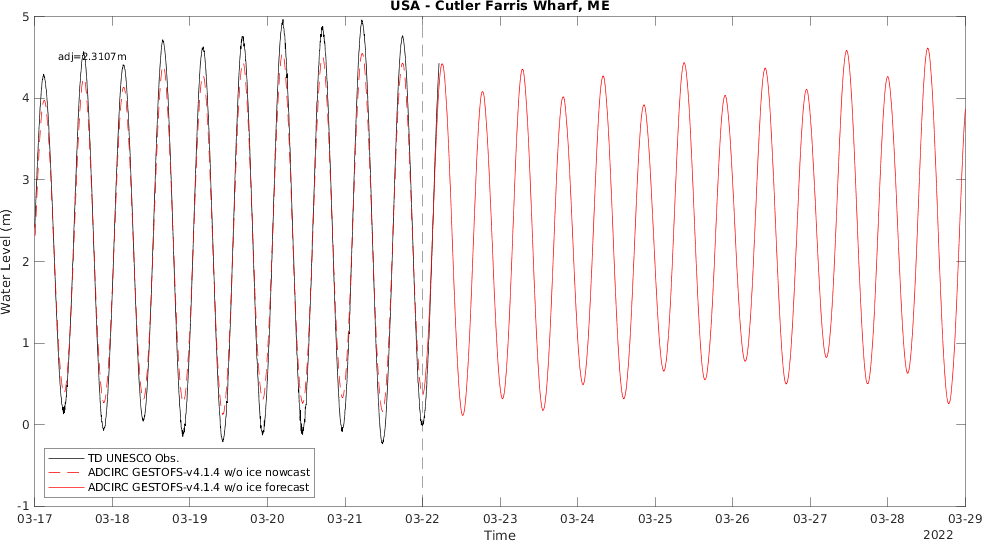 USA - Cutler Farris Wharf, ME
5
4
3
2
1
0
-1
adj=2.3107m
Water Level (m)
TD UNESCO Obs.
ADCIRC GESTOFS-v4.1.4 w/o ice nowcast
ADCIRC GESTOFS-v4.1.4 w/o ice forecast
03-17 03-18 03-19 03-20 03-21 03-22 03-23 03-24 03-25 03-26 03-27 03-28 03-29
Time
2022